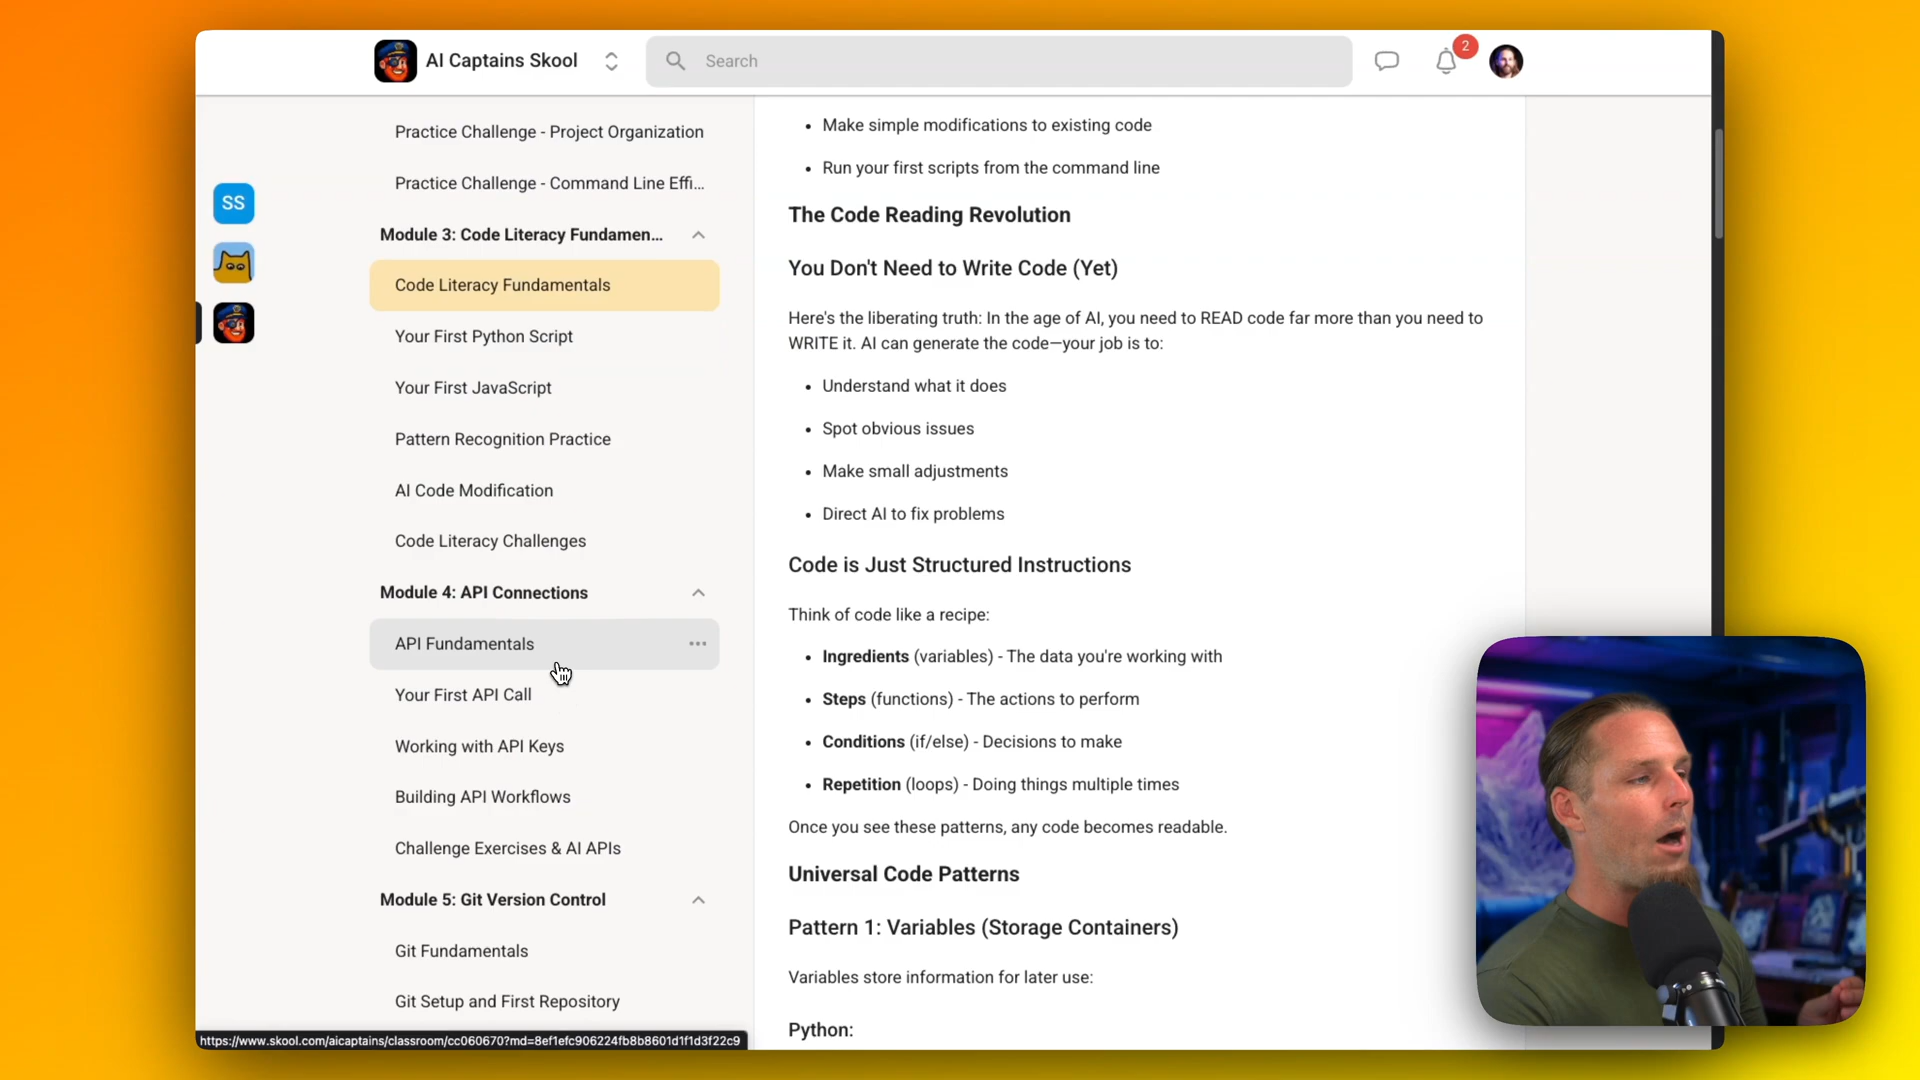 AI Captains Skool
Search
2
SS
Practice Challenge - Project Organization
Practice Challenge - Command Line Effi...
Module 3: Code Literacy Fundamen...
Code Literacy Fundamentals
Your First Python Script
Your First JavaScript
Pattern Recognition Practice
AI Code Modification
Code Literacy Challenges
Module 4: API Connections
API Fundamentals
Your First API Call
Working with API Keys
Building API Workflows
Challenge Exercises & AI APIs
Module 5: Git Version Control
Git Fundamentals
Git Setup and First Repository
https://www.skool.com/aicaptains/classroom/cc060670?md=8ef1efc906224fb8b8601d1f1d3f22c9
• Make simple modifications to existing code
• Run your first scripts from the command line
The Code Reading Revolution
You Don't Need to Write Code (Yet)
Here's the liberating truth: In the age of AI, you need to READ code far more than you need to
WRITE it. AI can generate the code—your job is to:
• Understand what it does
• Spot obvious issues
• Make small adjustments
• Direct AI to fix problems
Code is Just Structured Instructions
Think of code like a recipe:
• Ingredients (variables) - The data you're working with
• Steps (functions) - The actions to perform
• Conditions (if/else) - Decisions to make
• Repetition (loops) - Doing things multiple times
Once you see these patterns, any code becomes readable.
Universal Code Patterns
Pattern 1: Variables (Storage Containers)
Variables store information for later use:
Python: